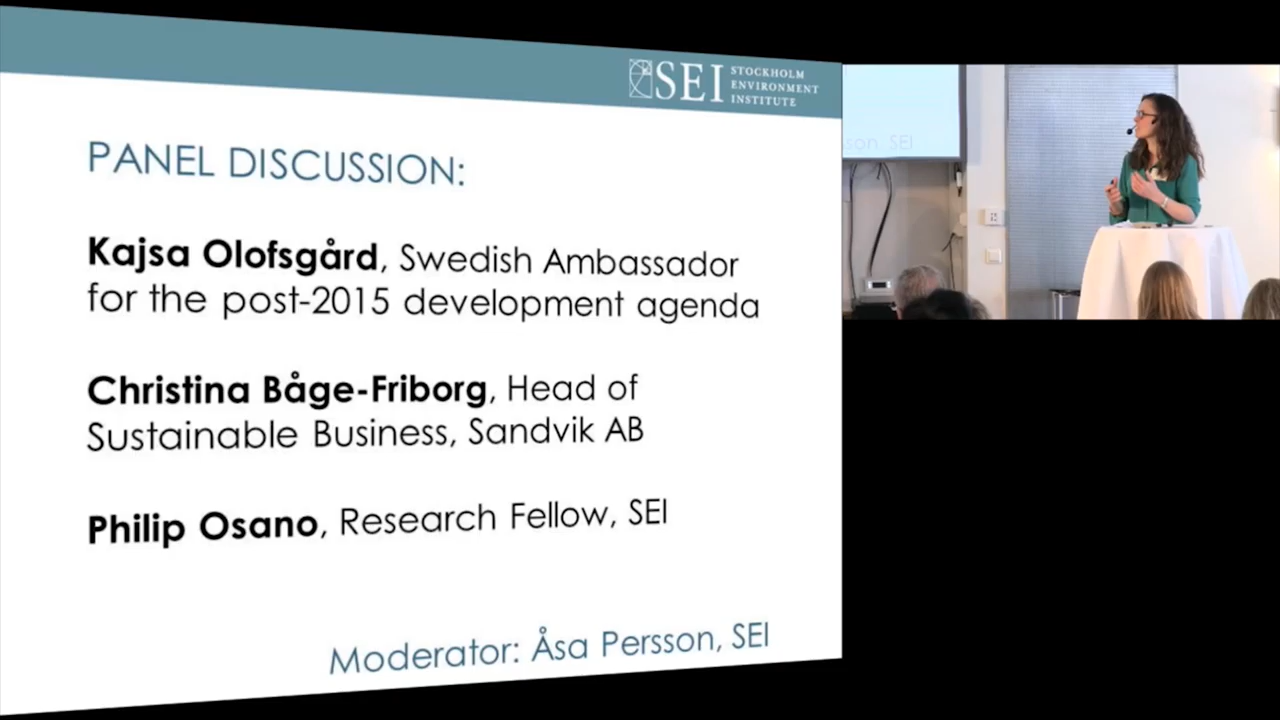 SEI STOCKHOLM
ENVIRONMENT
INSTITUTE
PANEL DISCUSSION:
Kajsa Olofsgård, Swedish Ambassador
for the post-2015 development agenda
Christina Båge-Friborg, Head of
Sustainable Business, Sandvik AB
Philip Osano, Research Fellow, SEI
Moderator: Åsa Persson, SEI
son, SEI